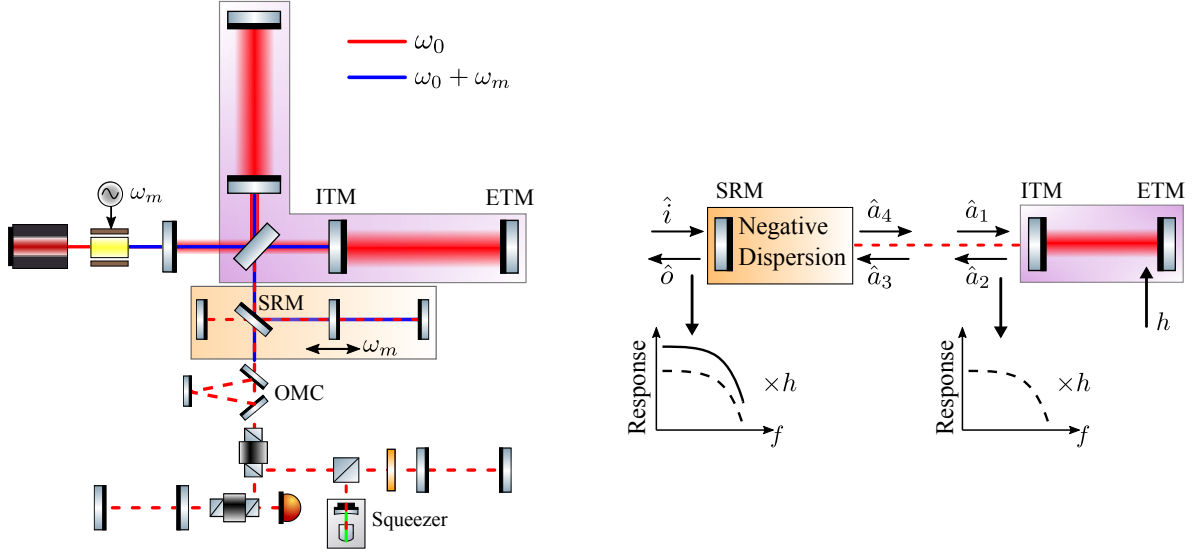 ω₀
ω₀ + ωₘ
ωₘ
ITM
ETM
SRM
ωₘ
OMC
Squeezer
SRM
ITM
ETM
î
â₄
â₁
Negative
Dispersion
ô
â₃
â₂
h
Response
×h
f
Response
×h
f